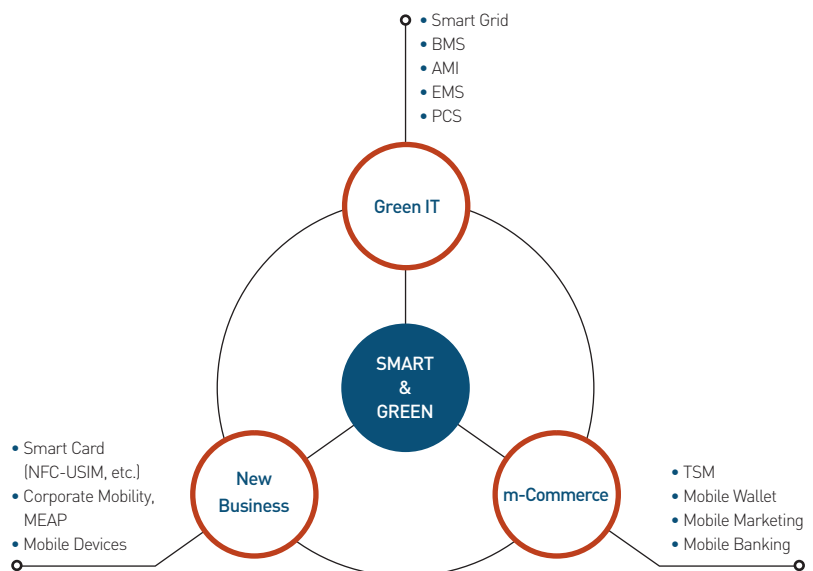 • Smart Grid
• BMS
• AMI
• EMS
• PCS
Green IT
SMART
&
GREEN
• Smart Card
(NFC-USIM, etc.)
• Corporate Mobility,
MEAP
• Mobile Devices
New
Business
m-Commerce
• TSM
• Mobile Wallet
• Mobile Marketing
• Mobile Banking